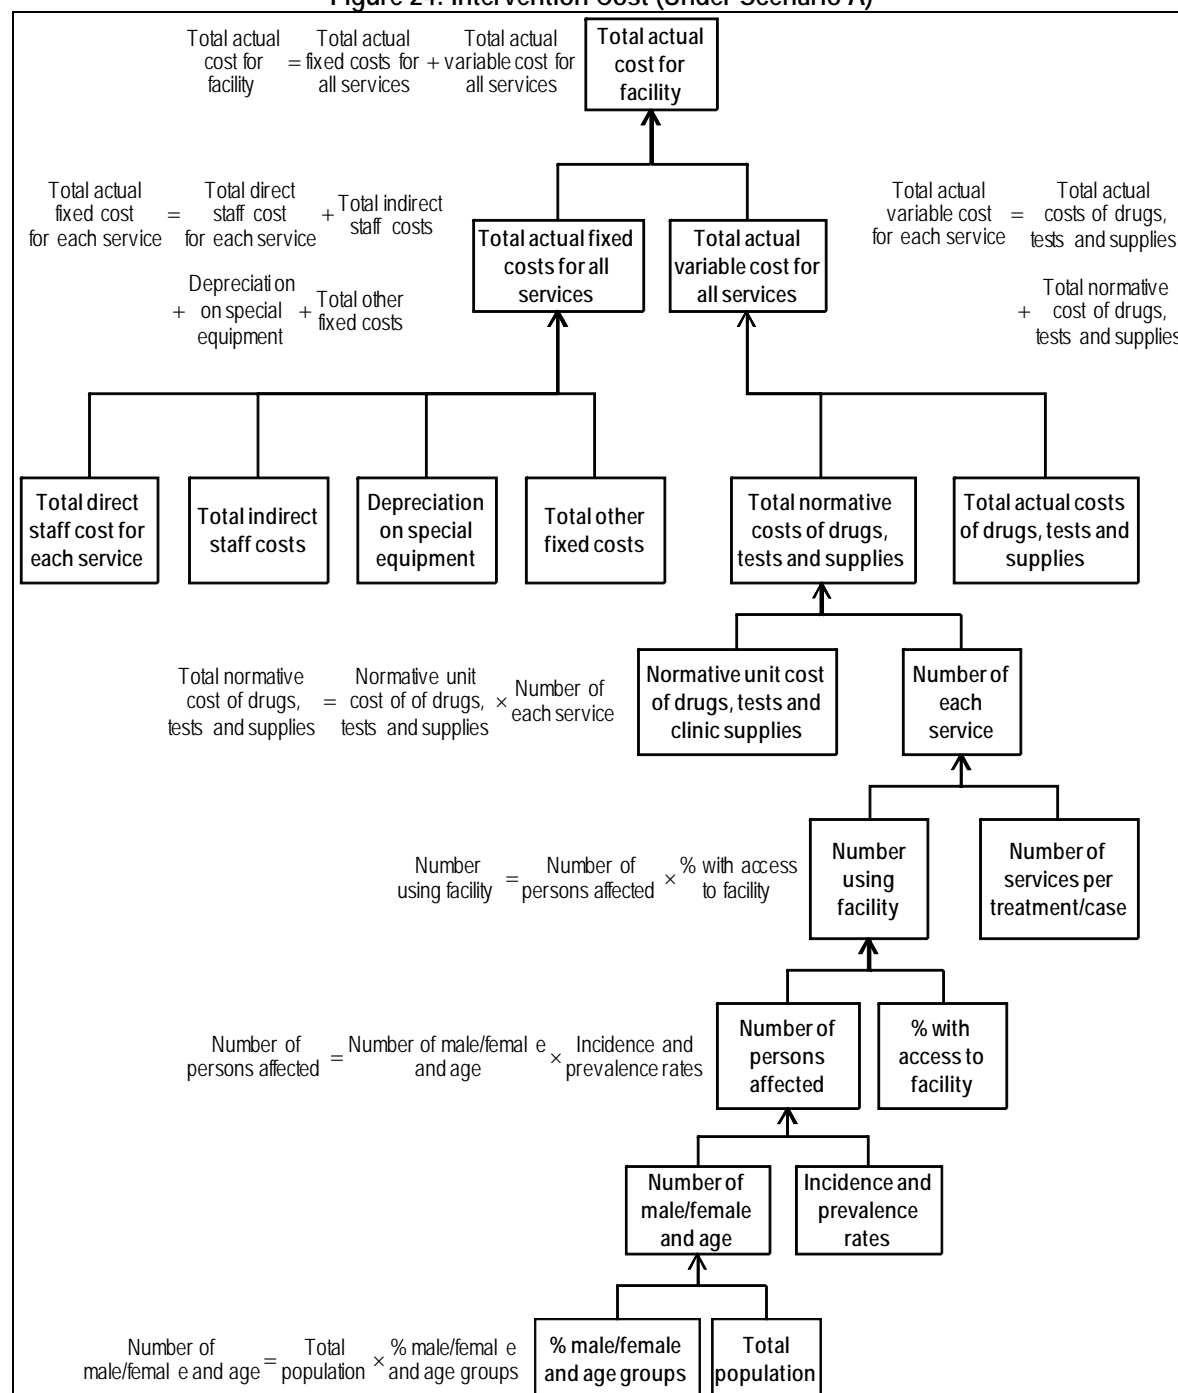 Figure 24: Intervention Cost (Under Scenario A)
Total actual
cost for
facility
=
Total actual
fixed costs for
all services
+
Total actual
variable cost for
all services
Total actual
cost for
facility
Total actual
fixed cost
for each service
=
Total direct
staff cost
for each service
+
Total indirect
staff costs
+
Depreciation
on special
equipment
+
Total other
fixed costs
Total actual fixed
costs for all
services
Total actual
variable cost for
all services
Total actual
variable cost
for each service
=
Total actual
costs of drugs,
tests and supplies
+
Total normative
cost of drugs,
tests and supplies
Total direct
staff cost for
each service
Total indirect
staff costs
Depreciation
on special
equipment
Total other
fixed costs
Total normative
costs of drugs,
tests and supplies
Total actual costs
of drugs, tests and
supplies
Total normative
cost of drugs,
tests and supplies
=
Normative unit
cost of of drugs,
tests and supplies
×
Number of
each service
Normative unit cost
of drugs, tests and
clinic supplies
Number of
each
service
Number
using facility
=
Number of
persons affected
×
% with access
to facility
Number
using
facility
Number of
services per
treatment/case
Number of
persons affected
=
Number of male/femal e
and age
×
Incidence and
prevalence rates
Number of
persons
affected
% with
access to
facility
Number of
male/female
and age
Incidence and
prevalence
rates
Number of
male/femal e and age
=
Total
population
×
% male/femal e
and age groups
% male/female
and age groups
Total
population